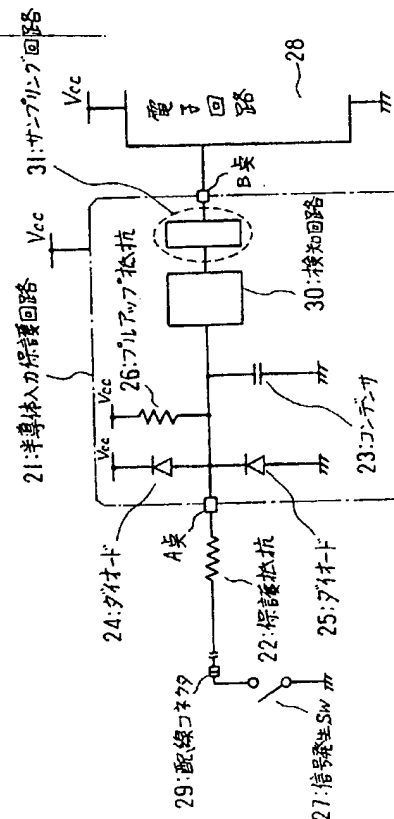 31:サンプリング回路
Vcc
電子回路
28
Vcc
B点
21:半導体入力保護回路
30:検知回路
26:プルアップ抵抗
Vcc
Vcc
23:コンデンサ
24:ダイオード
A点
25:ダイオード
22:保護抵抗
29:配線コネクタ
27:信号発生SW